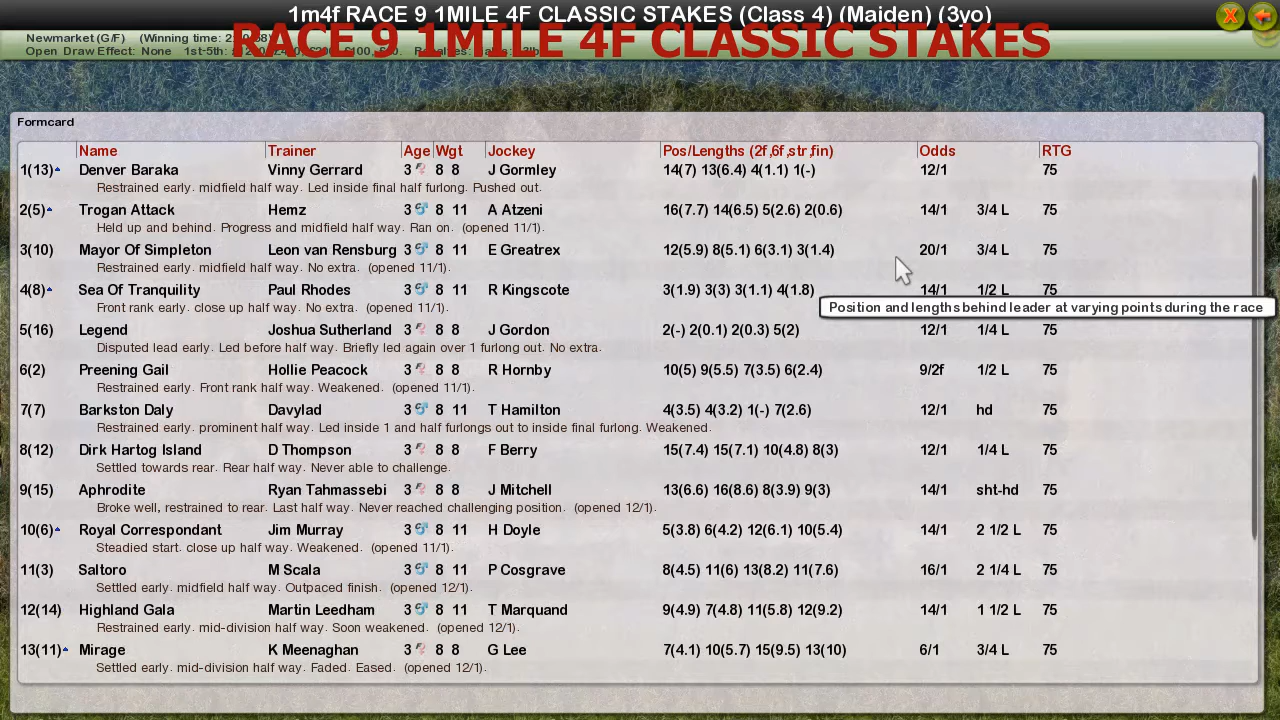 1m4f RACE 9 1MILE 4F CLASSIC STAKES (Class 4) (Maiden) (3yo)
RACE 9 1MILE 4F CLASSIC STAKES
Newmarket (G/F) (Winning time:
Open Draw Effect: None 1st-5th:
Formcard
Name Trainer Age Wgt Jockey Pos/Lengths (2f,6f,str,fin) Odds RTG
1(13) Denver Baraka Vinny Gerrard 3 8 8 J Gormley 14(7) 13(6.4) 4(1.1) 1(-) 12/1 75
Restrained early. midfield half way. Led inside final half furlong. Pushed out.
2(5) Trogan Attack Hemz 3 8 11 A Atzeni 16(7.7) 14(6.5) 5(2.6) 2(0.6) 14/1 3/4 L 75
Held up and behind. Progress and midfield half way. Ran on. (opened 11/1).
3(10) Mayor Of Simpleton Leon van Rensburg 3 8 11 E Greatrex 12(5.9) 8(5.1) 6(3.1) 3(1.4) 20/1 3/4 L 75
Restrained early. midfield half way. No extra. (opened 11/1).
4(8) Sea Of Tranquility Paul Rhodes 3 8 11 R Kingscote 3(1.9) 3(3) 3(1.1) 4(1.8) 14/1 1/2 L 75
Front rank early. close up half way. No extra. (opened 11/1).
Position and lengths behind leader at varying points during the race
5(16) Legend Joshua Sutherland 3 8 8 J Gordon 2(-) 2(0.1) 2(0.3) 5(2) 12/1 1/4 L 75
Disputed lead early. Led before half way. Briefly led again over 1 furlong out. No extra.
6(2) Preening Gail Hollie Peacock 3 8 8 R Hornby 10(5) 9(5.5) 7(3.5) 6(2.4) 9/2f 1/2 L 75
Restrained early. Front rank half way. Weakened. (opened 11/1).
7(7) Barkston Daly Davylad 3 8 11 T Hamilton 4(3.5) 4(3.2) 1(-) 7(2.6) 12/1 hd 75
Restrained early. prominent half way. Led inside 1 and half furlongs out to inside final furlong. Weakened.
8(12) Dirk Hartog Island D Thompson 3 8 8 F Berry 15(7.4) 15(7.1) 10(4.8) 8(3) 12/1 1/4 L 75
Settled towards rear. Rear half way. Never able to challenge.
9(15) Aphrodite Ryan Tahmassebi 3 8 8 J Mitchell 13(6.6) 16(8.6) 8(3.9) 9(3) 14/1 sht-hd 75
Broke well, restrained to rear. Last half way. Never reached challenging position. (opened 12/1).
10(6) Royal Correspondant Jim Murray 3 8 11 H Doyle 5(3.8) 6(4.2) 12(6.1) 10(5.4) 14/1 2 1/2 L 75
Steadied start. close up half way. Weakened. (opened 11/1).
11(3) Saltoro M Scala 3 8 11 P Cosgrave 8(4.5) 11(6) 13(8.2) 11(7.6) 16/1 2 1/4 L 75
Settled early. midfield half way. Outpaced finish. (opened 12/1).
12(14) Highland Gala Martin Leedham 3 8 11 T Marquand 9(4.9) 7(4.8) 11(5.8) 12(9.2) 14/1 1 1/2 L 75
Restrained early. mid-division half way. Soon weakened. (opened 12/1).
13(11) Mirage K Meenaghan 3 8 8 G Lee 7(4.1) 10(5.7) 15(9.5) 13(10) 6/1 3/4 L 75
Settled early. mid-division half way. Faded. Eased. (opened 12/1).